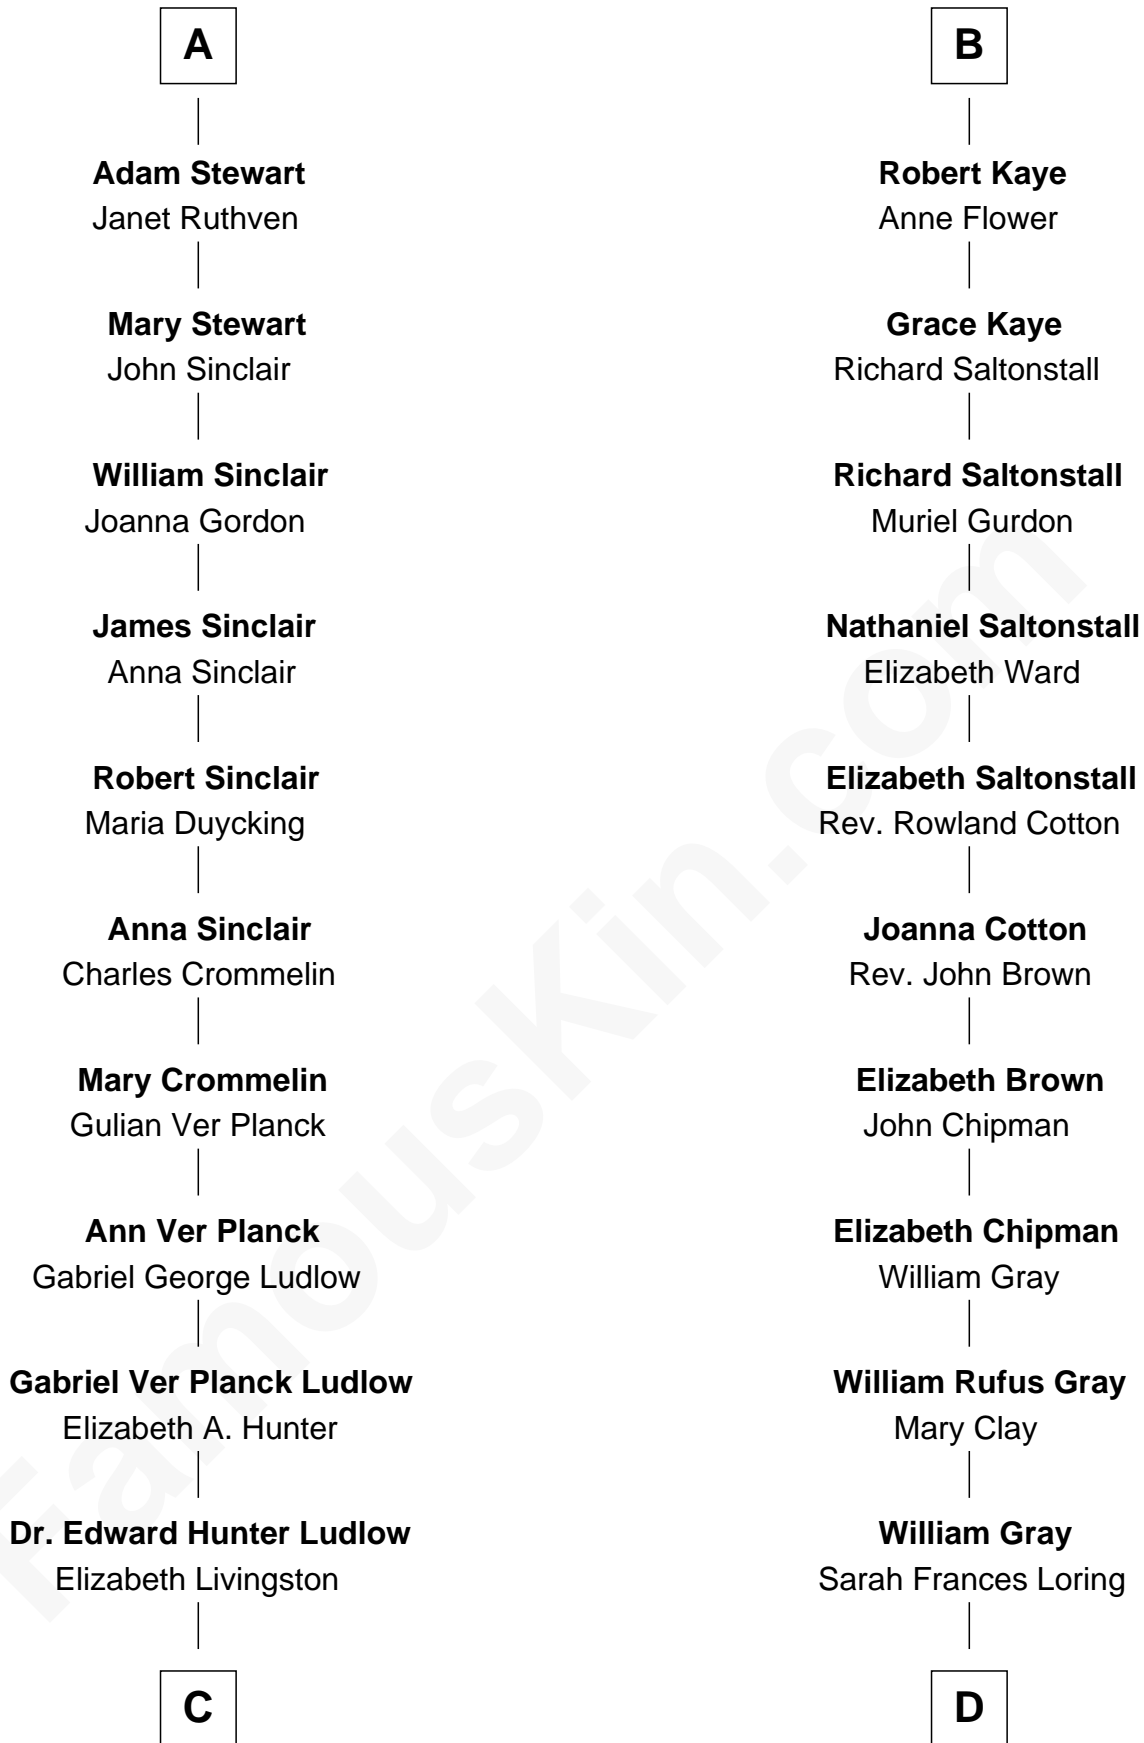 A
Adam Stewart
Janet Ruthven
Mary Stewart
John Sinclair
William Sinclair
Joanna Gordon
James Sinclair
Anna Sinclair
Robert Sinclair
Maria Duycking
Anna Sinclair
Charles Crommelin
Mary Crommelin
Gulian Ver Planck
Ann Ver Planck
Gabriel George Ludlow
Gabriel Ver Planck Ludlow
Elizabeth A. Hunter
Dr. Edward Hunter Ludlow
Elizabeth Livingston
C
B
Robert Kaye
Anne Flower
Grace Kaye
Richard Saltonstall
Richard Saltonstall
Muriel Gurdon
Nathaniel Saltonstall
Elizabeth Ward
Elizabeth Saltonstall
Rev. Rowland Cotton
Joanna Cotton
Rev. John Brown
Elizabeth Brown
John Chipman
Elizabeth Chipman
William Gray
William Rufus Gray
Mary Clay
William Gray
Sarah Frances Loring
D
FamousKin.com